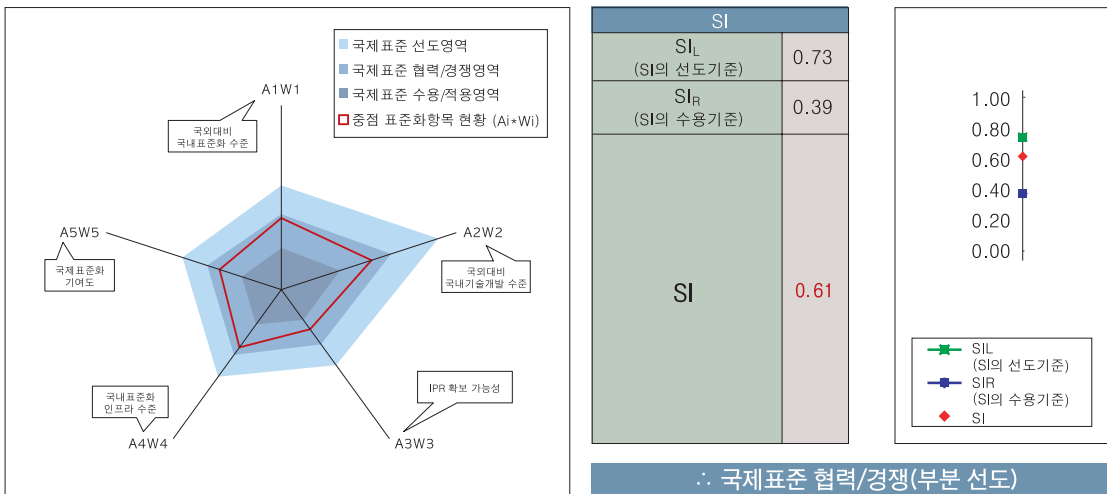 국제표준 선도영역
국제표준 협력/경쟁영역
국제표준 수용/적용영역
중점 표준화항목 현황 (Ai*Wi)
A1W1
국외대비
국내표준화 수준
A2W2
국외대비
국내기술개발 수준
A3W3
IPR 확보 가능성
A4W4
국내표준화
인프라 수준
A5W5
국제표준화
기여도
SI
SIL
(SI의 선도기준)
0.73
SIR
(SI의 수용기준)
0.39
SI
0.61
1.00
0.80
0.60
0.40
0.20
0.00
SIL
(SI의 선도기준)
SIR
(SI의 수용기준)
SI
∴ 국제표준 협력/경쟁(부분 선도)